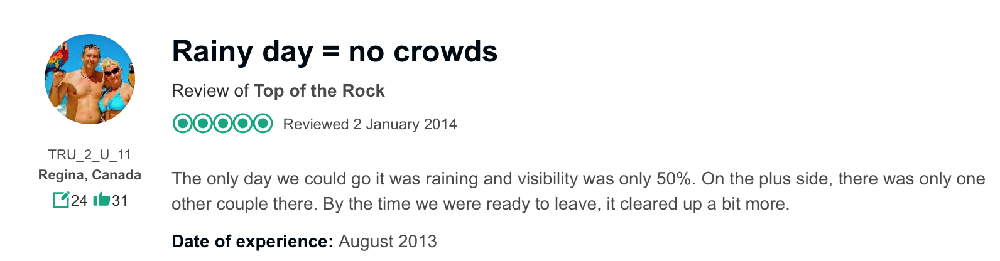 Rainy day = no crowds
Review of Top of the Rock
Reviewed 2 January 2014
TRU_2_U_11
Regina, Canada
24 31
The only day we could go it was raining and visibility was only 50%. On the plus side, there was only one
other couple there. By the time we were ready to leave, it cleared up a bit more.
Date of experience: August 2013